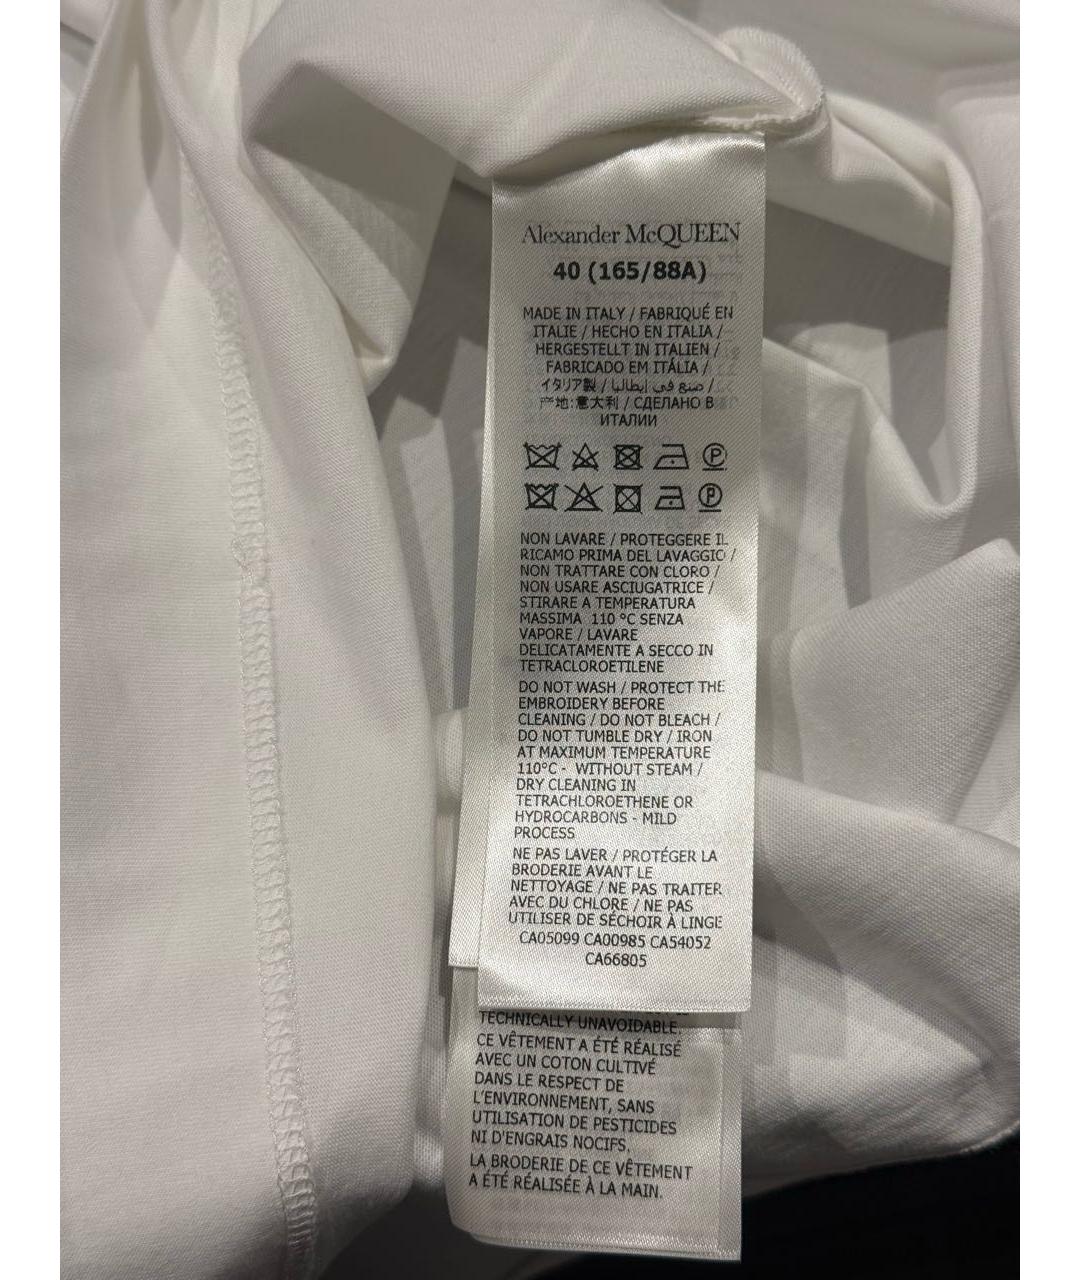 Alexander McQUEEN
40 (165/88A)
MADE IN ITALY / FABRIQUÉ EN
ITALIE / HECHO EN ITALIA /
HERGESTELLT IN ITALIEN /
FABRICADO EM ITÁLIA /
イタリア製 / صنع في إيطاليا /
产地:意大利 / СДЕЛАНО В
ИТАЛИИ
P
P
NON LAVARE / PROTEGGERE IL
RICAMO PRIMA DEL LAVAGGIO /
NON TRATTARE CON CLORO /
NON USARE ASCIUGATRICE /
STIRARE A TEMPERATURA
MASSIMA 110 °C SENZA
VAPORE / LAVARE
DELICATAMENTE A SECCO IN
TETRACLOROETILENE
DO NOT WASH / PROTECT THE
EMBROIDERY BEFORE
CLEANING / DO NOT BLEACH /
DO NOT TUMBLE DRY / IRON
AT MAXIMUM TEMPERATURE
110°C - WITHOUT STEAM /
DRY CLEANING IN
TETRACHLOROETHENE OR
HYDROCARBONS - MILD
PROCESS
NE PAS LAVER / PROTÉGER LA
BRODERIE AVANT LE
NETTOYAGE / NE PAS TRAITER
AVEC DU CHLORE / NE PAS
UTILISER DE SÉCHOIR À LINGE
CA05099 CA00985 CA54052
CA66805
TECHNICALLY UNAVOIDABLE.
CE VÊTEMENT A ÉTÉ RÉALISÉ
AVEC UN COTON CULTIVÉ
DANS LE RESPECT DE
L'ENVIRONNEMENT, SANS
UTILISATION DE PESTICIDES
NI D'ENGRAIS NOCIFS.
LA BRODERIE DE CE VÊTEMENT
A ÉTÉ RÉALISÉE À LA MAIN.